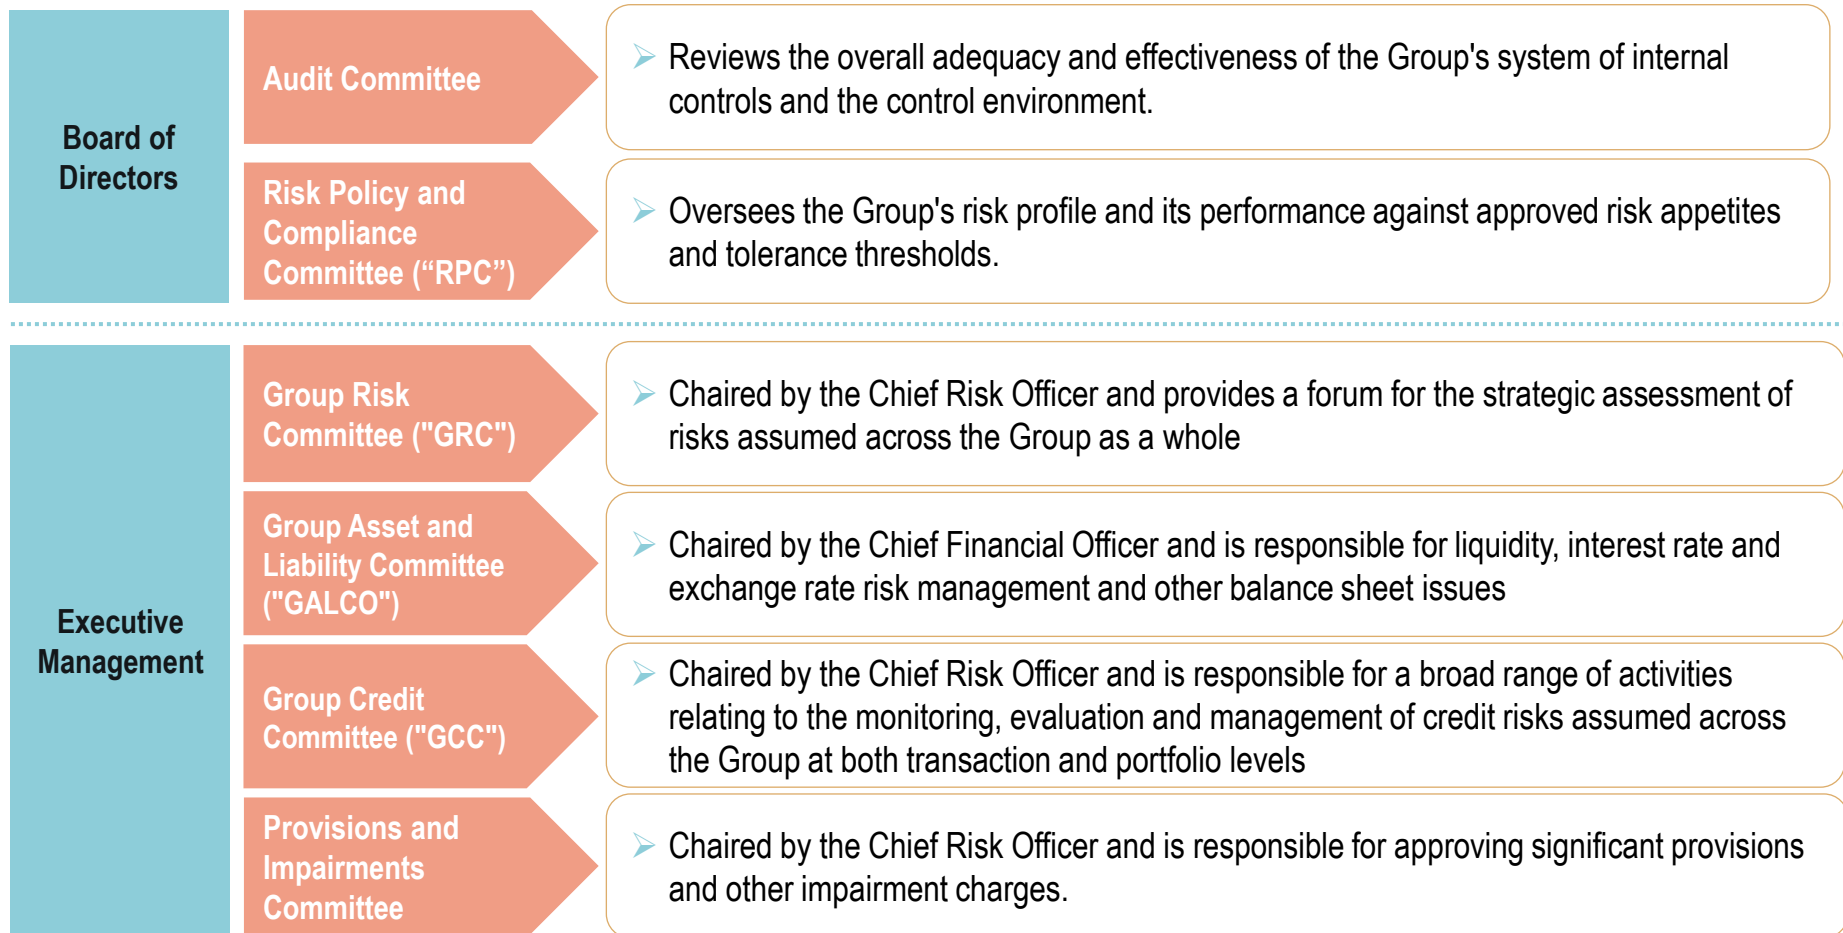 Board of
Directors
Audit Committee
➢ Reviews the overall adequacy and effectiveness of the Group's system of internal
controls and the control environment.
Risk Policy and
Compliance
Committee (“RPC”)
➢ Oversees the Group's risk profile and its performance against approved risk appetites
and tolerance thresholds.
Executive
Management
Group Risk
Committee ("GRC")
➢ Chaired by the Chief Risk Officer and provides a forum for the strategic assessment of
risks assumed across the Group as a whole
Group Asset and
Liability Committee
("GALCO")
➢ Chaired by the Chief Financial Officer and is responsible for liquidity, interest rate and
exchange rate risk management and other balance sheet issues
Group Credit
Committee ("GCC")
➢ Chaired by the Chief Risk Officer and is responsible for a broad range of activities
relating to the monitoring, evaluation and management of credit risks assumed across
the Group at both transaction and portfolio levels
Provisions and
Impairments
Committee
➢ Chaired by the Chief Risk Officer and is responsible for approving significant provisions
and other impairment charges.